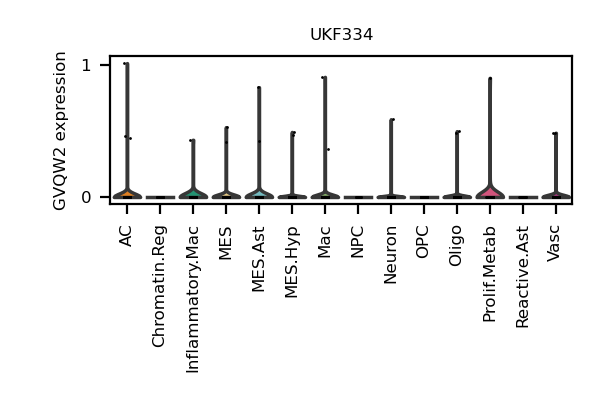 UKF334
GVQW2 expression
1
0
AC
Chromatin.Reg
Inflammatory.Mac
MES
MES.Ast
MES.Hyp
Mac
NPC
Neuron
OPC
Oligo
Prolif.Metab
Reactive.Ast
Vasc